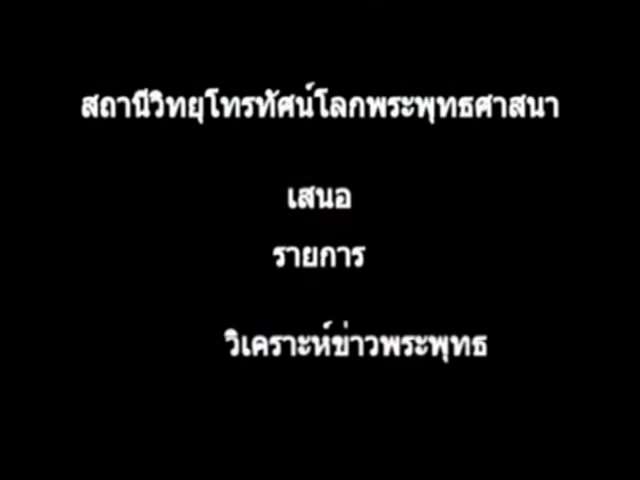 สถานีวิทยุโทรทัศน์โลกพระพุทธศาสนา
เสนอ
รายการ
วิเคราะห์ข่าวพระพุทธ